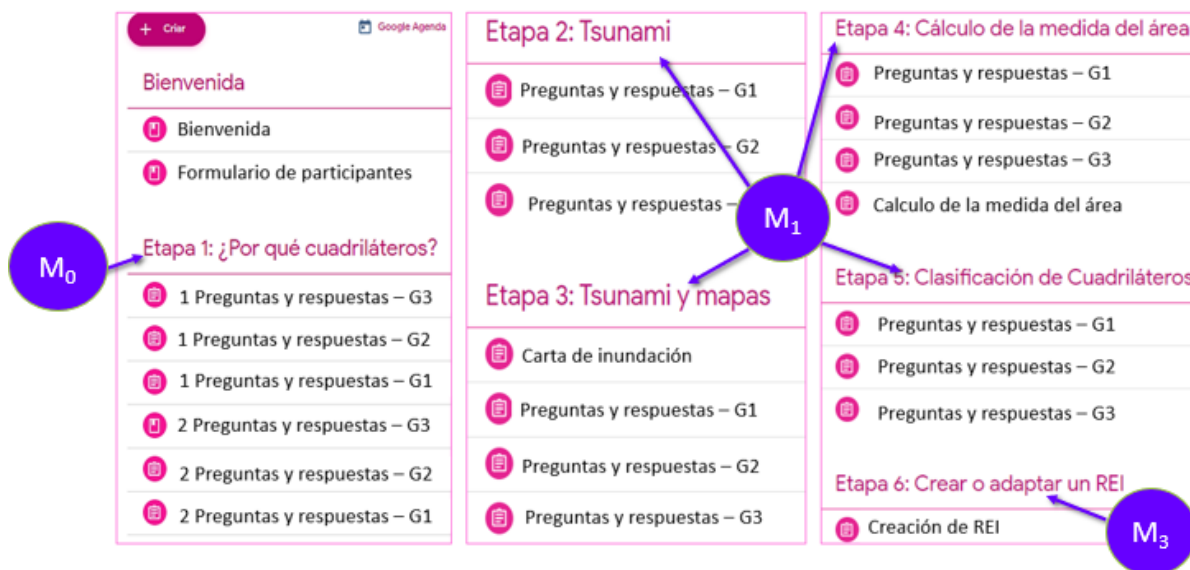 + Criar
Google Agenda
Bienvenida
Bienvenida
Formulario de participantes
M₀
Etapa 1: ¿Por qué cuadriláteros?
1 Preguntas y respuestas – G3
1 Preguntas y respuestas – G2
1 Preguntas y respuestas – G1
2 Preguntas y respuestas – G3
2 Preguntas y respuestas – G2
2 Preguntas y respuestas – G1
Etapa 2: Tsunami
Preguntas y respuestas – G1
Preguntas y respuestas – G2
Preguntas y respuestas –
M₁
Etapa 3: Tsunami y mapas
Carta de inundación
Preguntas y respuestas – G1
Preguntas y respuestas – G2
Preguntas y respuestas – G3
Etapa 4: Cálculo de la medida del área
Preguntas y respuestas – G1
Preguntas y respuestas – G2
Preguntas y respuestas – G3
Calculo de la medida del área
Etapa 5: Clasificación de Cuadriláteros
Preguntas y respuestas – G1
Preguntas y respuestas – G2
Preguntas y respuestas – G3
Etapa 6: Crear o adaptar un REI
Creación de REI
M₃